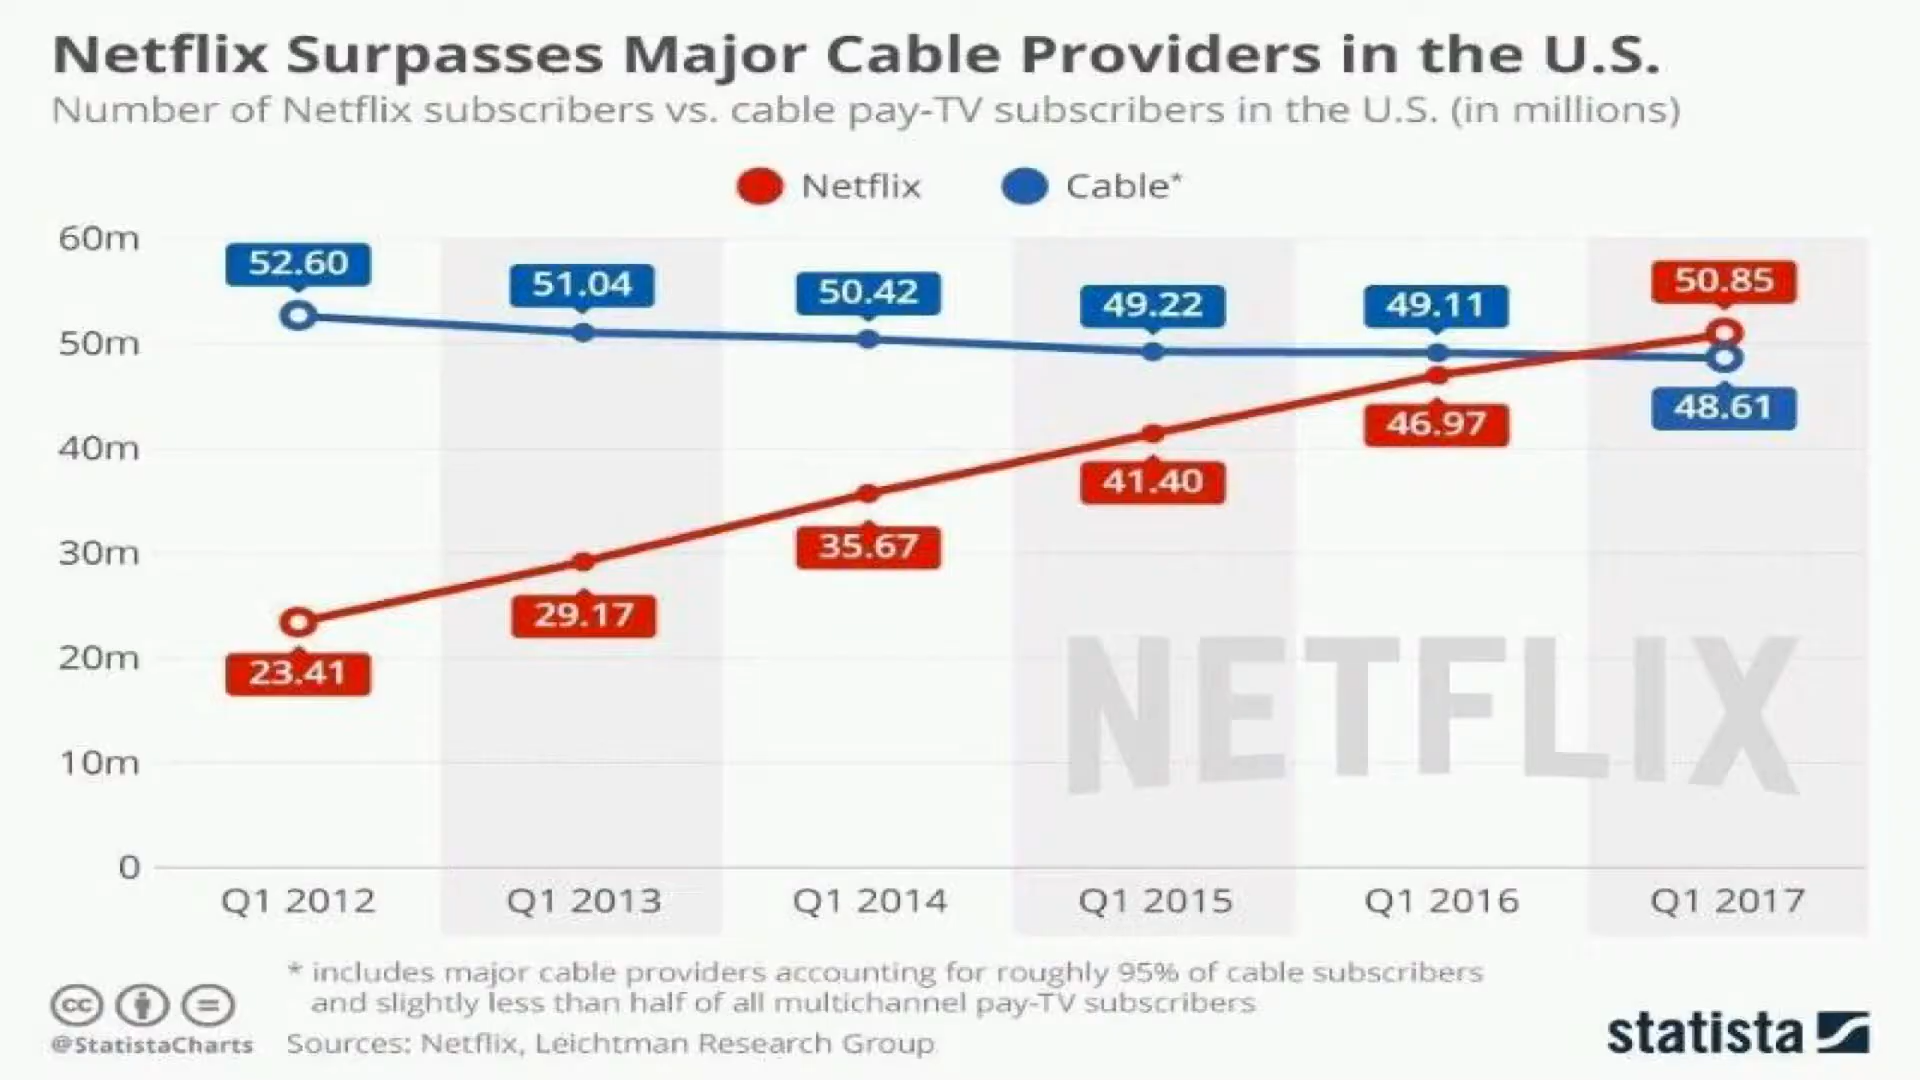 Netflix Surpasses Major Cable Providers in the U.S.
Number of Netflix subscribers vs. cable pay-TV subscribers in the U.S. (in millions)
Netflix Cable*
60m
50m
40m
30m
20m
10m
0
52.60 51.04 50.42 49.22 49.11 50.85
23.41 29.17 35.67 41.40 46.97 48.61
NETFLIX
Q1 2012 Q1 2013 Q1 2014 Q1 2015 Q1 2016 Q1 2017
* includes major cable providers accounting for roughly 95% of cable subscribers
and slightly less than half of all multichannel pay-TV subscribers
cc
@StatistaCharts Sources: Netflix, Leichtman Research Group
statista